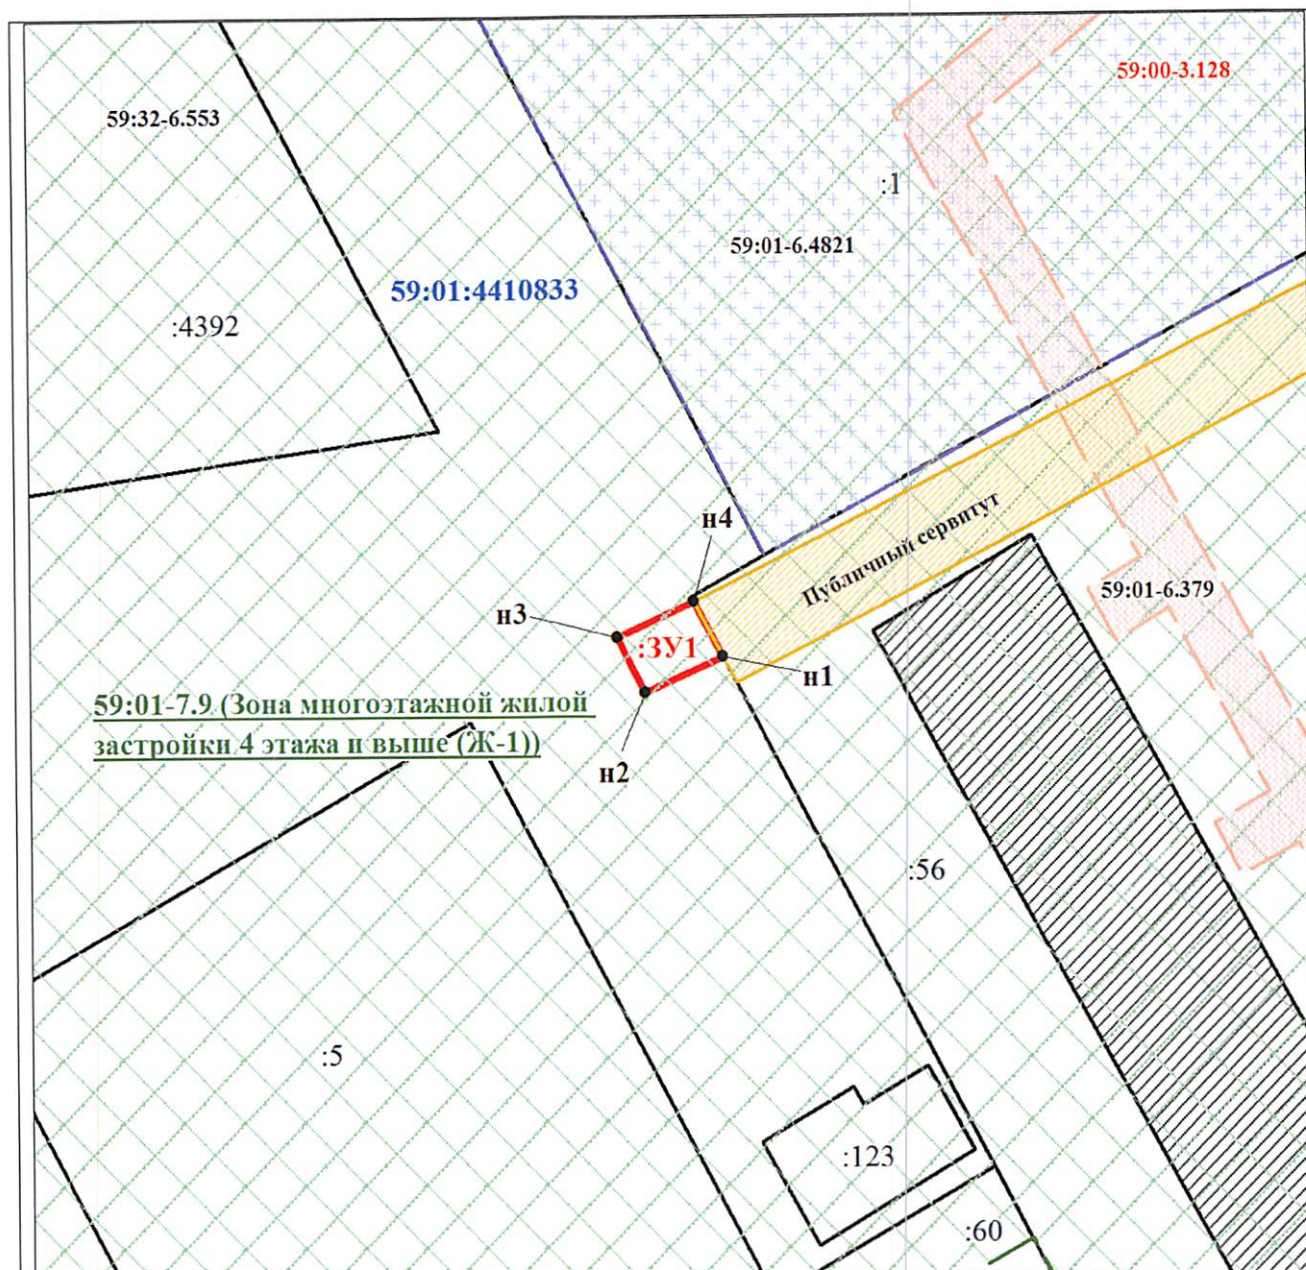 59:00-3.128
59:32-6.553
:1
59:01-6.4821
59:01:4410833
:4392
н4
Публичный сервитут
59:01-6.379
н3
:ЗУ1
н1
59:01-7.9 (Зона многоэтажной жилой
застройки 4 этажа и выше (Ж-1))
н2
:56
:5
:123
:60